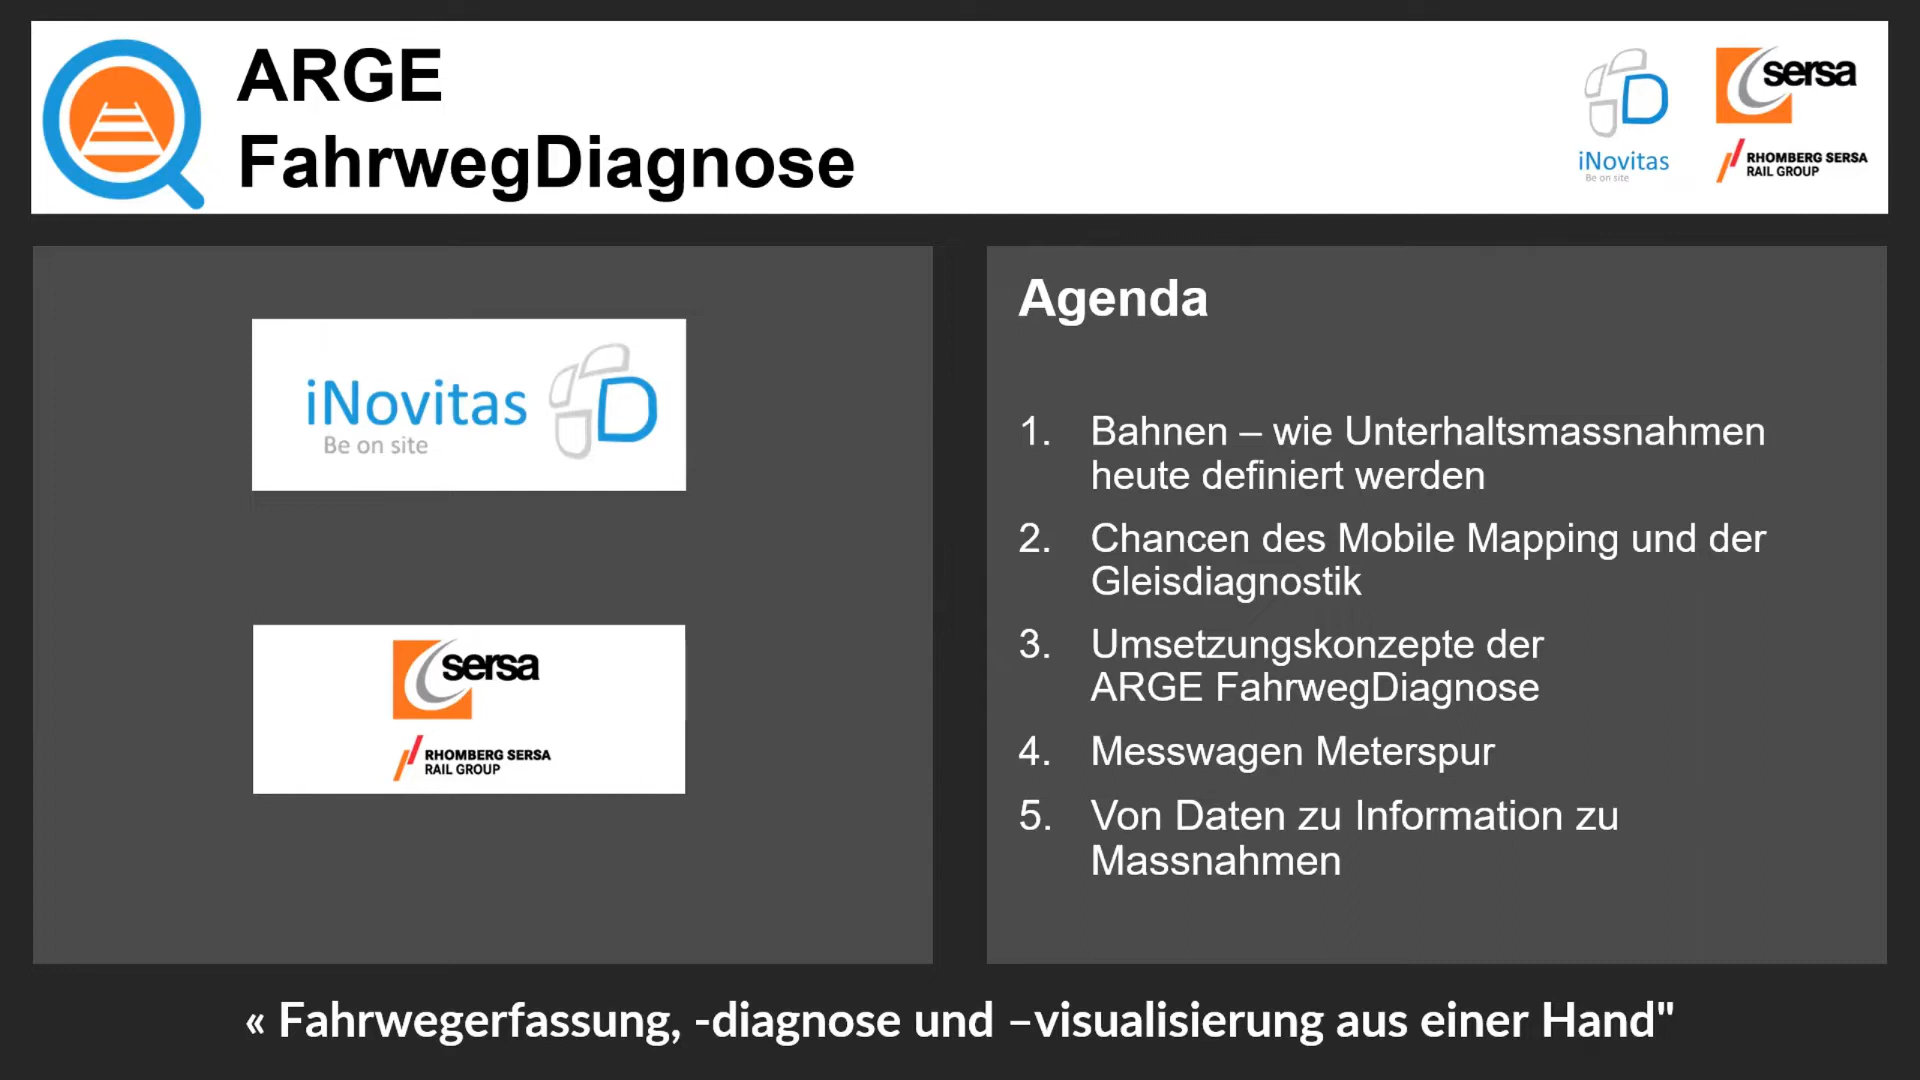 ARGE
FahrwegDiagnose
iNovitas
Be on site
sersa
RHOMBERG SERSA
RAIL GROUP
iNovitas
Be on site
sersa
RHOMBERG SERSA
RAIL GROUP
Agenda
1. Bahnen – wie Unterhaltsmassnahmen
heute definiert werden
2. Chancen des Mobile Mapping und der
Gleisdiagnostik
3. Umsetzungskonzepte der
ARGE FahrwegDiagnose
4. Messwagen Meterspur
5. Von Daten zu Information zu
Massnahmen
« Fahrwegerfassung, -diagnose und –visualisierung aus einer Hand"